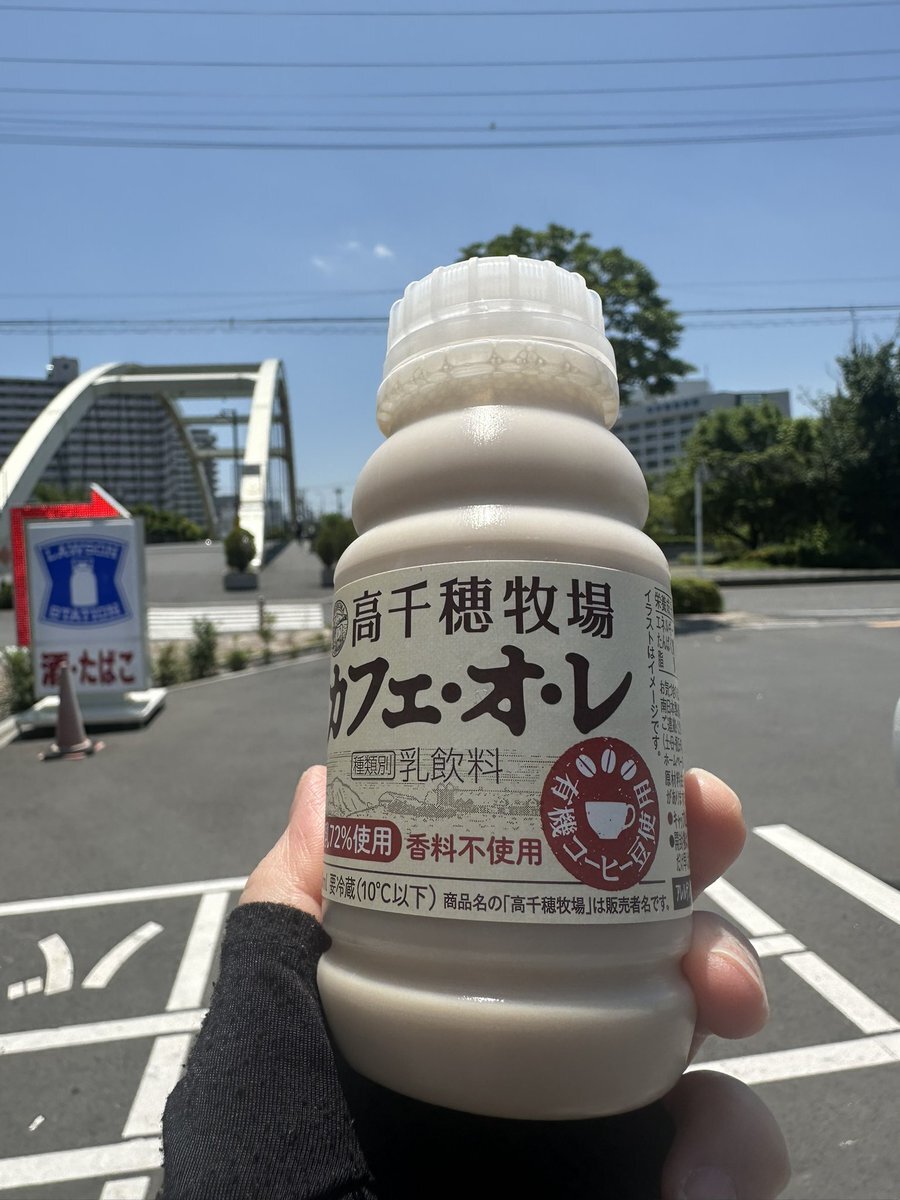 LAWSON
STATION
酒・たばこ
高千穂牧場
カフェ・オ・レ
種類別 乳飲料
72%使用
香料不使用
有機コーヒー豆使用
要冷蔵(10℃以下)
商品名の「高千穂牧場」は販売者名です。
イラストはイメージです。
バ